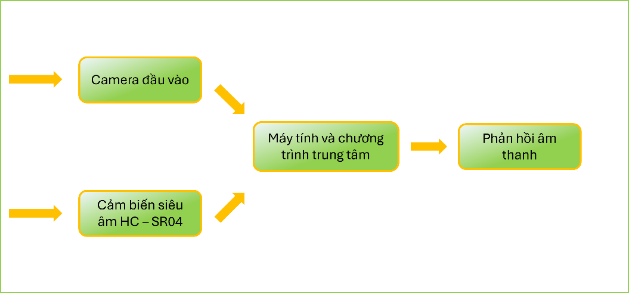 Camera đầu vào
Máy tính và chương
trình trung tâm
Phản hồi âm
thanh
Cảm biến siêu
âm HC – SR04